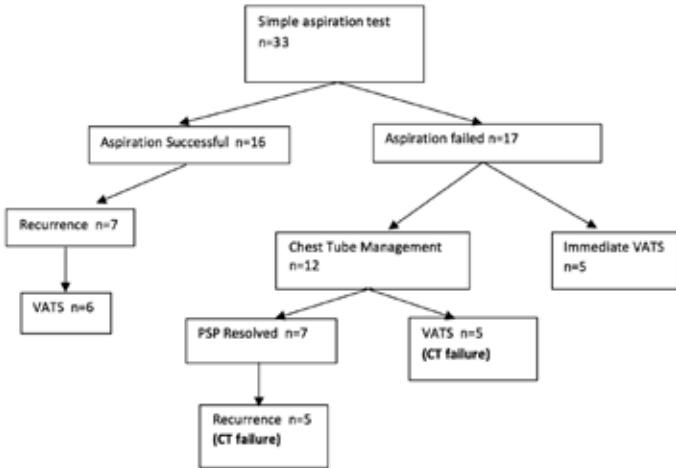 Simple aspiration test
n=33
Aspiration Successful n=16
Aspiration failed n=17
Recurrence n=7
Chest Tube Management
n=12
Immediate VATS
n=5
VATS n=6
PSP Resolved n=7
VATS n=5
(CT failure)
Recurrence n=5
(CT failure)